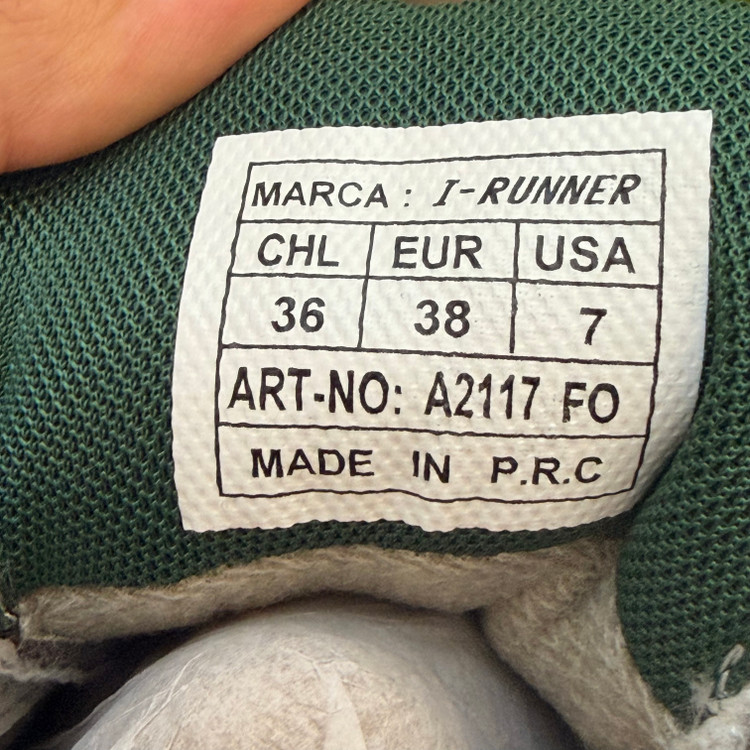 MARCA : I-RUNNER
CHL EUR USA
36 38 7
ART-NO: A2117 FO
MADE IN P.R.C